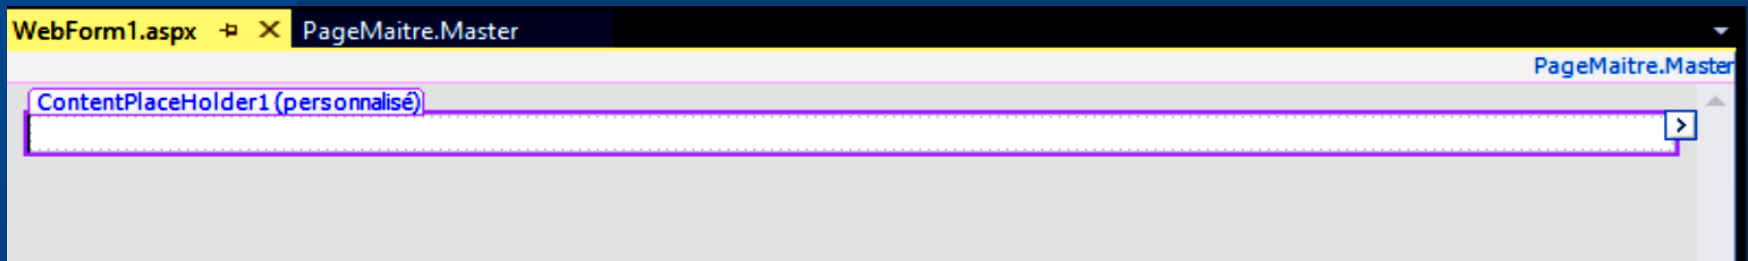 WebForm1.aspx PageMaitre.Master
PageMaitre.Master
ContentPlaceHolder1 (personnalisé)